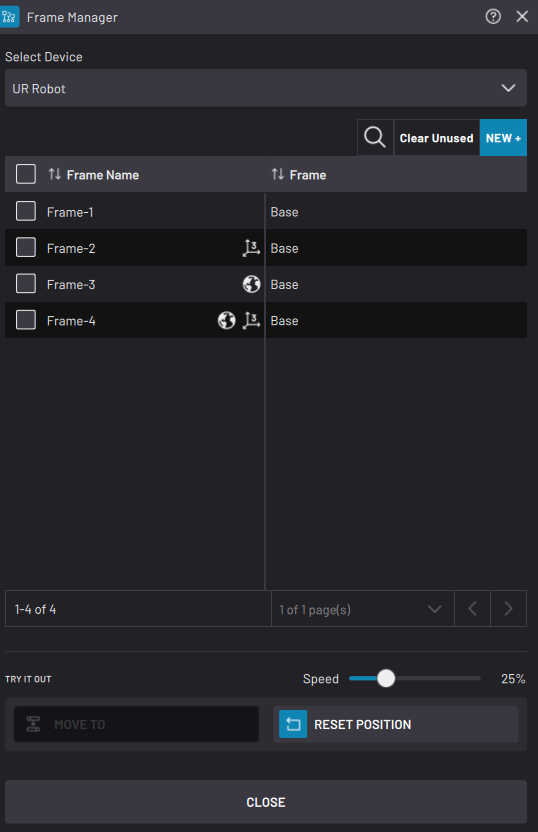 Frame Manager
Select Device
UR Robot
Clear Unused NEW +
Frame Name Frame
Frame-1 Base
Frame-2 3 Base
Frame-3 Base
Frame-4 3 Base
1-4 of 4 1 of 1 page(s)
TRY IT OUT Speed 25%
MOVE TO RESET POSITION
CLOSE